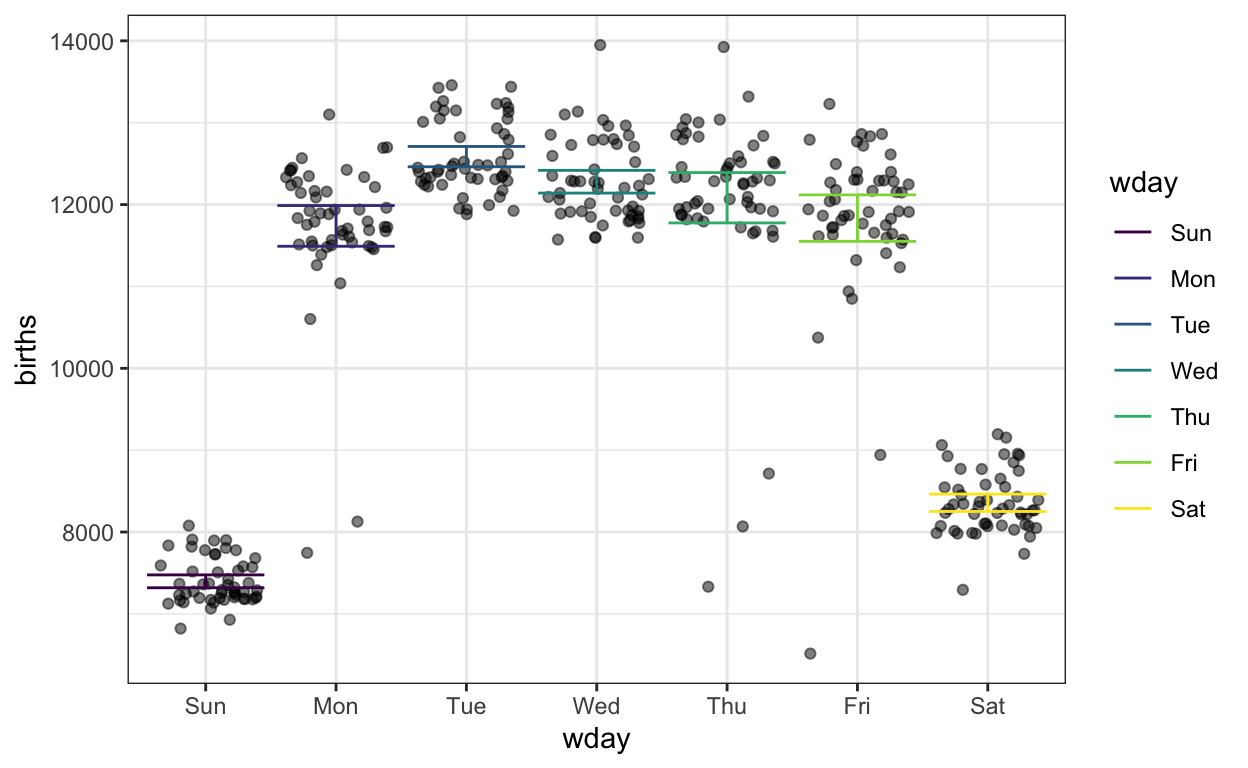 births
14000
12000
10000
8000
Sun Mon Tue Wed Thu Fri Sat
wday
wday
Sun
Mon
Tue
Wed
Thu
Fri
Sat